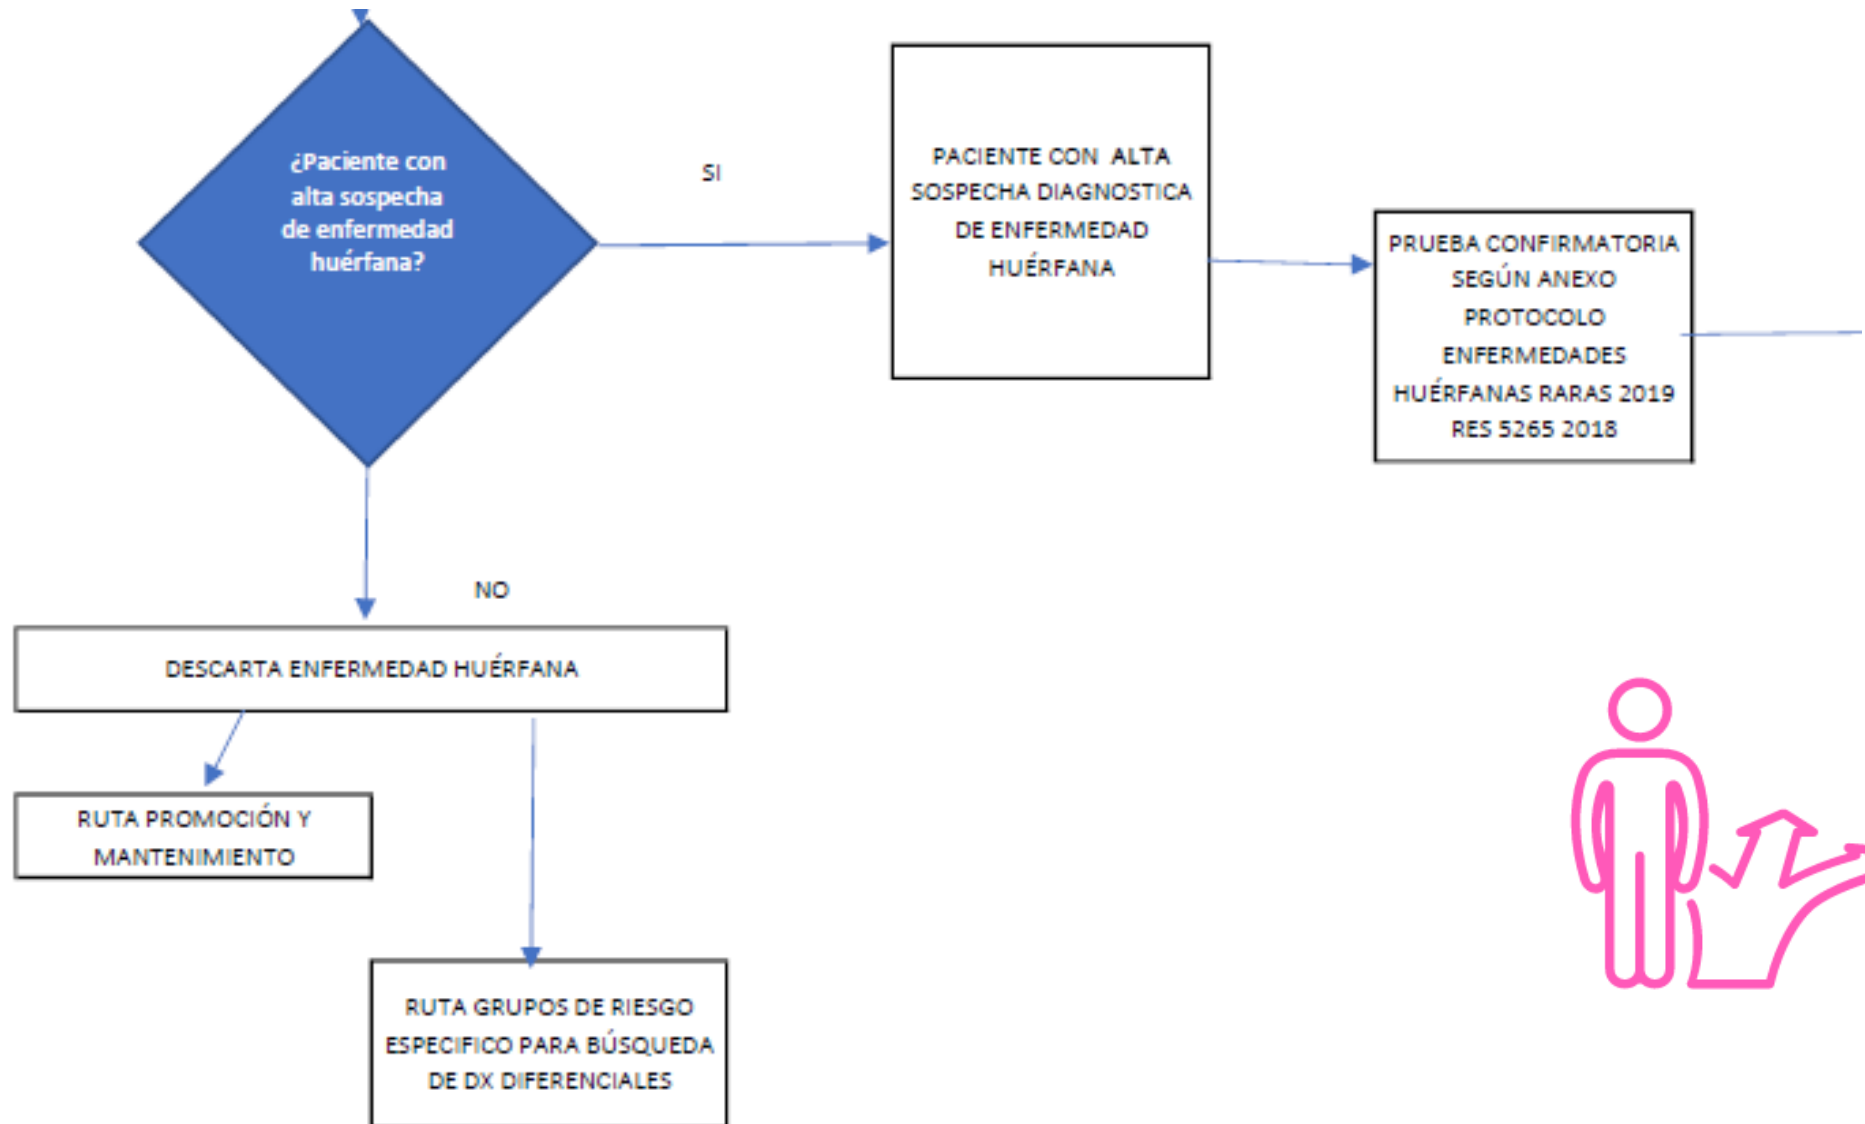 ¿Paciente con
alta sospecha
de enfermedad
huérfana?
SI
PACIENTE CON ALTA
SOSPECHA DIAGNOSTICA
DE ENFERMEDAD
HUÉRFANA
PRUEBA CONFIRMATORIA
SEGÚN ANEXO
PROTOCOLO
ENFERMEDADES
HUÉRFANAS RARAS 2019
RES 5265 2018
NO
DESCARTA ENFERMEDAD HUÉRFANA
RUTA PROMOCIÓN Y
MANTENIMIENTO
RUTA GRUPOS DE RIESGO
ESPECIFICO PARA BÚSQUEDA
DE DX DIFERENCIALES